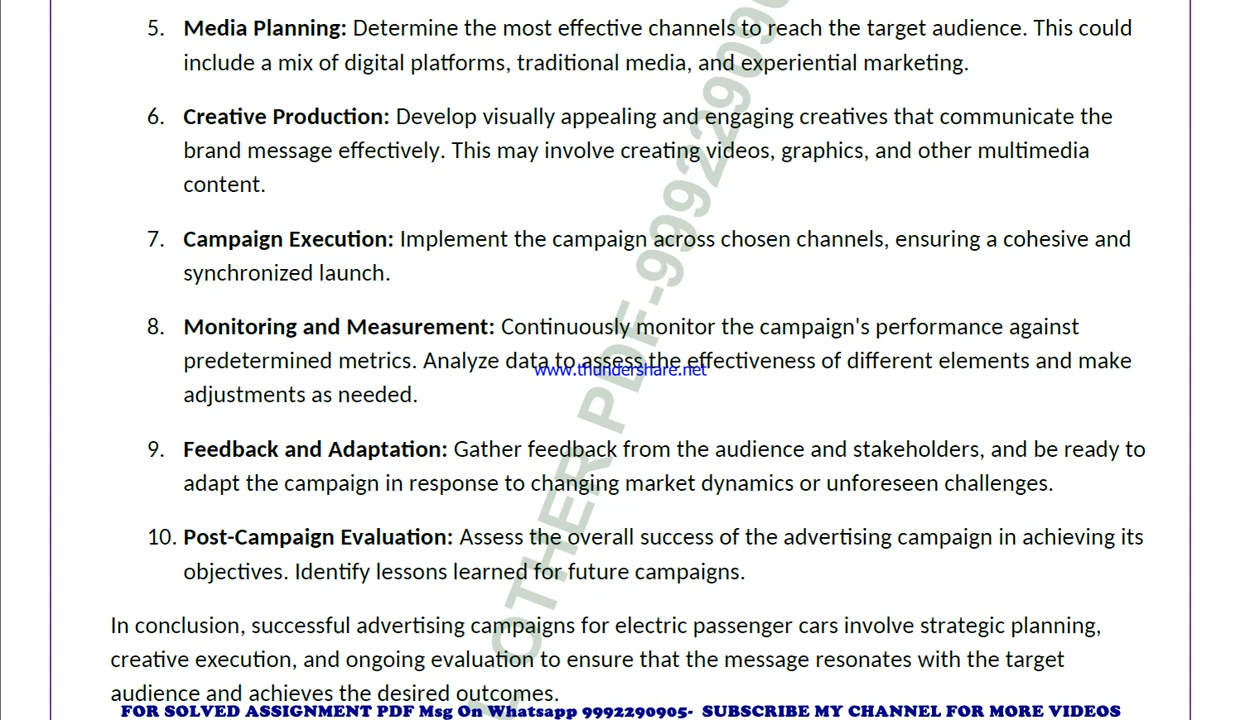 5. Media Planning: Determine the most effective channels to reach the target audience. This could
include a mix of digital platforms, traditional media, and experiential marketing.
6. Creative Production: Develop visually appealing and engaging creatives that communicate the
brand message effectively. This may involve creating videos, graphics, and other multimedia
content.
7. Campaign Execution: Implement the campaign across chosen channels, ensuring a cohesive and
synchronized launch.
8. Monitoring and Measurement: Continuously monitor the campaign's performance against
predetermined metrics. Analyze data to assess the effectiveness of different elements and make
www.thundershare.net
adjustments as needed.
9. Feedback and Adaptation: Gather feedback from the audience and stakeholders, and be ready to
adapt the campaign in response to changing market dynamics or unforeseen challenges.
10. Post-Campaign Evaluation: Assess the overall success of the advertising campaign in achieving its
objectives. Identify lessons learned for future campaigns.
In conclusion, successful advertising campaigns for electric passenger cars involve strategic planning,
creative execution, and ongoing evaluation to ensure that the message resonates with the target
audience and achieves the desired outcomes.
OTHER PDF-999229090
FOR SOLVED ASSIGNMENT PDF Msg On Whatsapp 9992290905- SUBSCRIBE MY CHANNEL FOR MORE VIDEOS